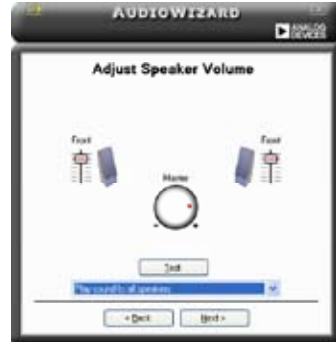 AUDIOWIZARD
ANALOG
DEVICES
Adjust Speaker Volume
Front
Front
Master
- +
Test
Play sound to all speakers
< Back
Next >